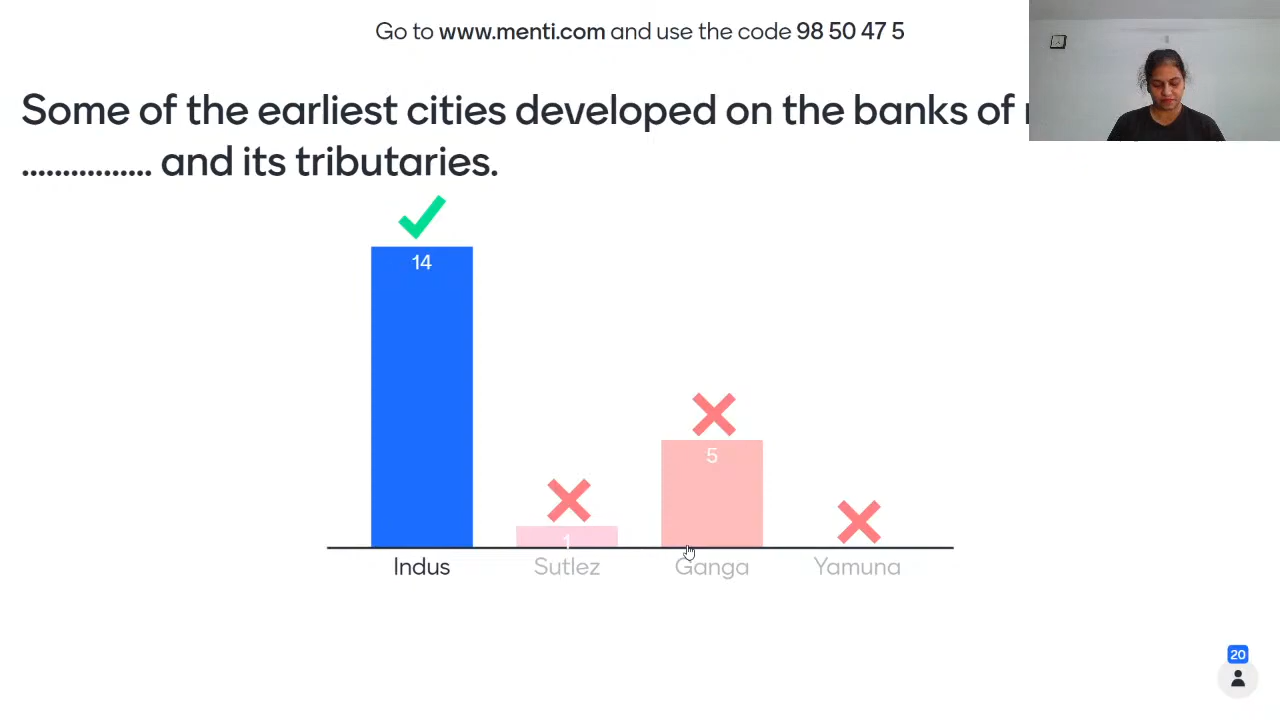 Go to www.menti.com and use the code 98 50 47 5
Some of the earliest cities developed on the banks of
................ and its tributaries.
14
1
5
Indus
Sutlez
Ganga
Yamuna
20